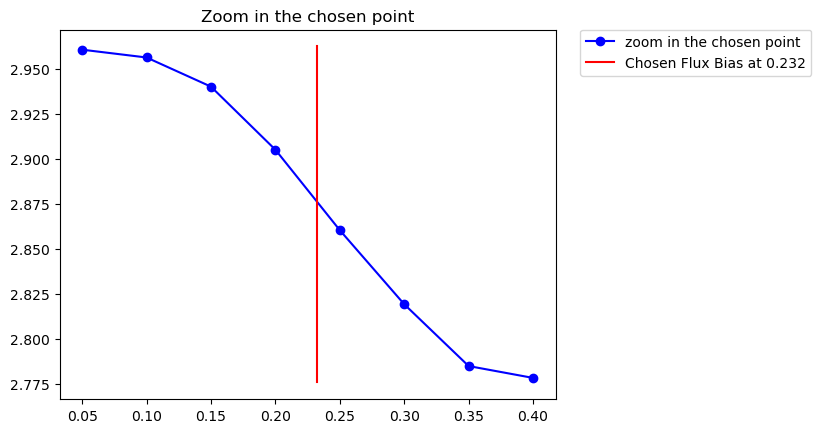 Zoom in the chosen point
zoom in the chosen point
Chosen Flux Bias at 0.232
2.950
2.925
2.900
2.875
2.850
2.825
2.800
2.775
0.05 0.10 0.15 0.20 0.25 0.30 0.35 0.40